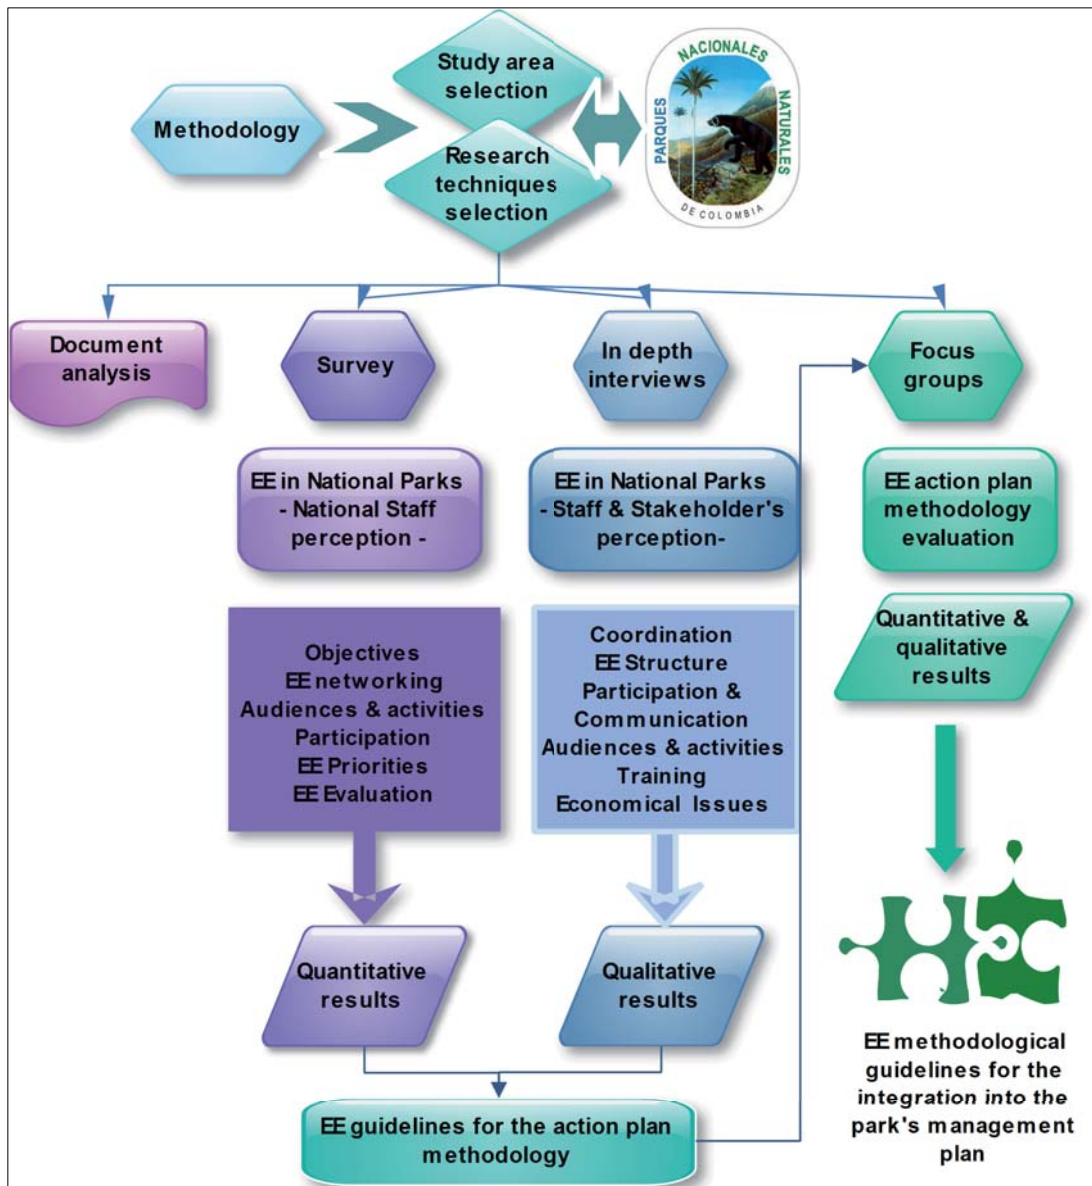 Methodology
Study area
selection
Research
techniques
selection
PARQUES
NACIONALES
NATURALES
DE COLOMBIA
Document
analysis
Survey
In depth
interviews
Focus
groups
EE in National Parks
- National Staff
perception -
EE in National Parks
- Staff & Stakeholder's
perception-
EE action plan
methodology
evaluation
Objectives
EE networking
Audiences & activities
Participation
EE Priorities
EE Evaluation
Coordination
EE Structure
Participation &
Communication
Audiences & activities
Training
Economical Issues
Quantitative &
qualitative
results
Quantitative
results
Qualitative
results
EE guidelines for the action plan
methodology
EE methodological
guidelines for the
integration into the
park's management
plan